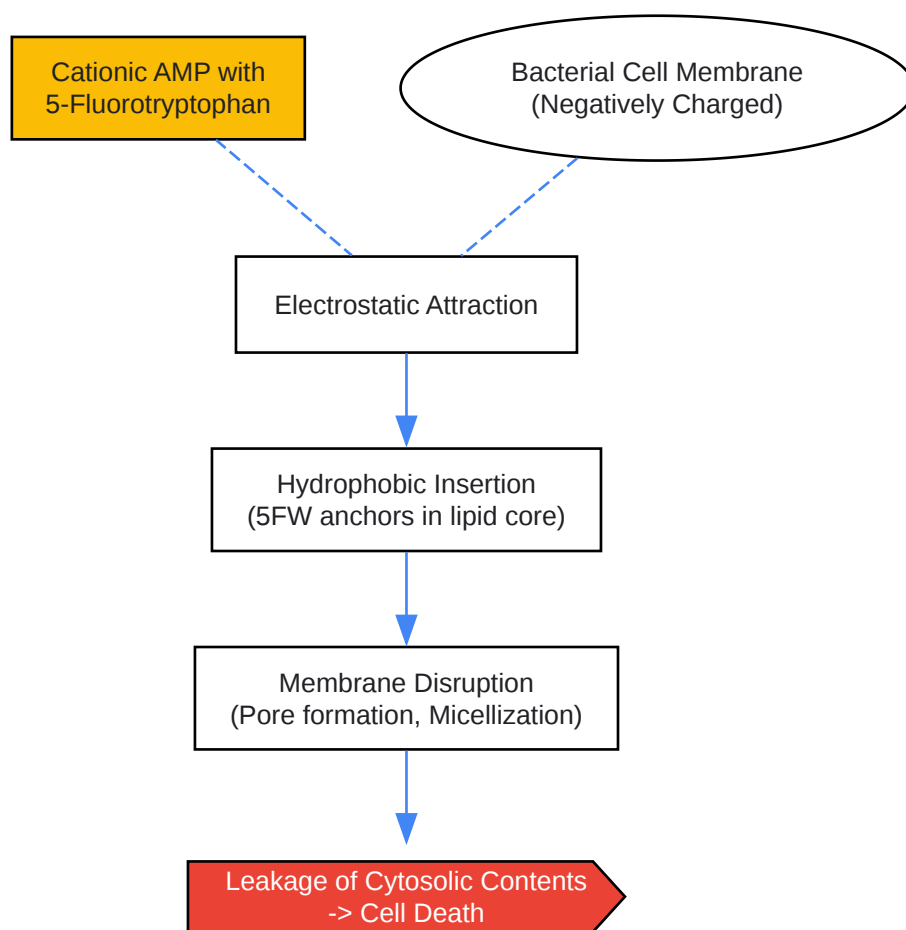 Cationic AMP with
5-Fluorotryptophan
Bacterial Cell Membrane
(Negatively Charged)
Electrostatic Attraction
Hydrophobic Insertion
(5FW anchors in lipid core)
Membrane Disruption
(Pore formation, Micellization)
Leakage of Cytosolic Contents
-> Cell Death